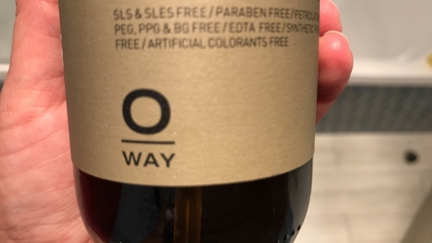 SLS & SLES FREE / PARABEN FREE /
PEG, PPG & BG FREE / EDTA FREE /
FREE / ARTIFICIAL COLORANTS FREE
O
WAY